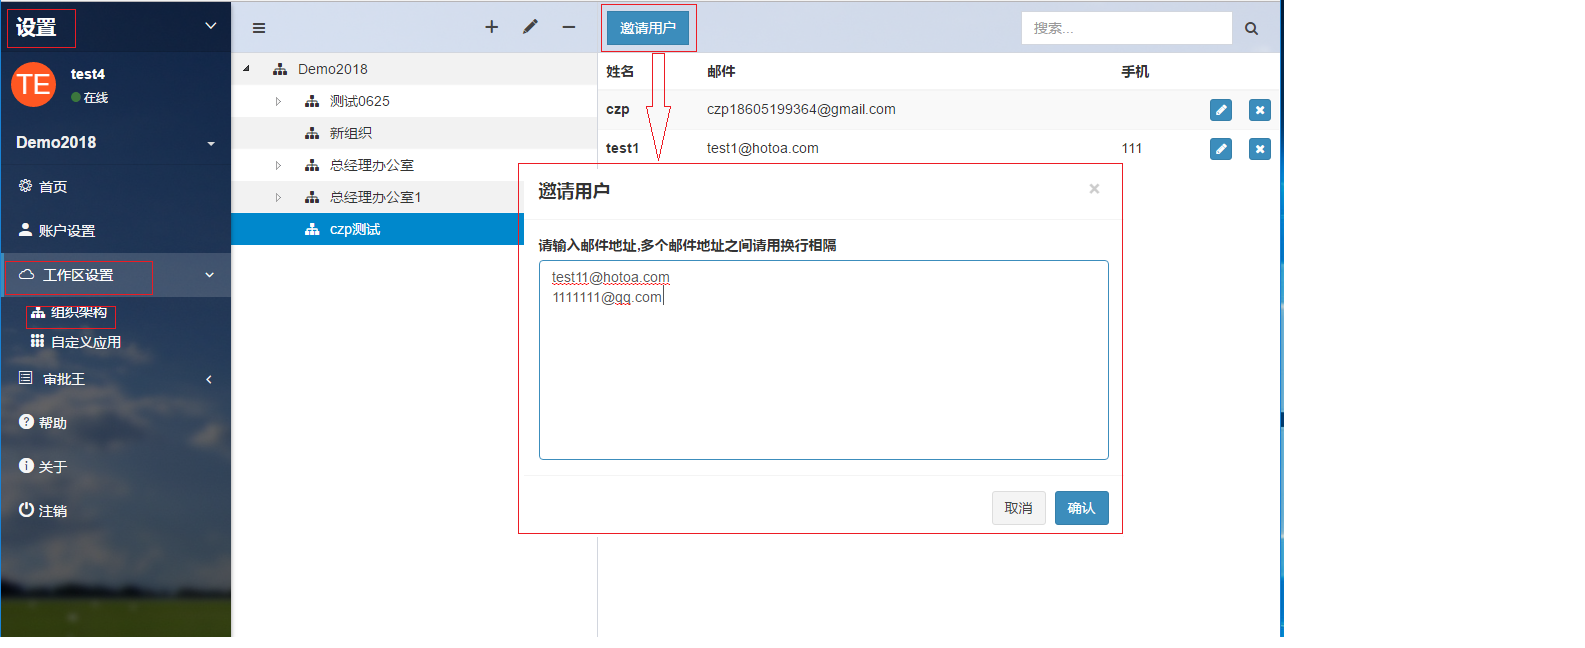 设置
TE
test4
在线
Demo2018
首页
账户设置
工作区设置
组织架构
自定义应用
审批王
帮助
关于
注销
Demo2018
测试0625
新组织
总经理办公室
总经理办公室1
czp测试
邀请用户
搜索...
姓名 邮件 手机
czp czp18605199364@gmail.com
test1 test1@hotoa.com 111
邀请用户
×
请输入邮件地址,多个邮件地址之间请用换行相隔
test11@hotoa.com
1111111@qq.com
取消 确认